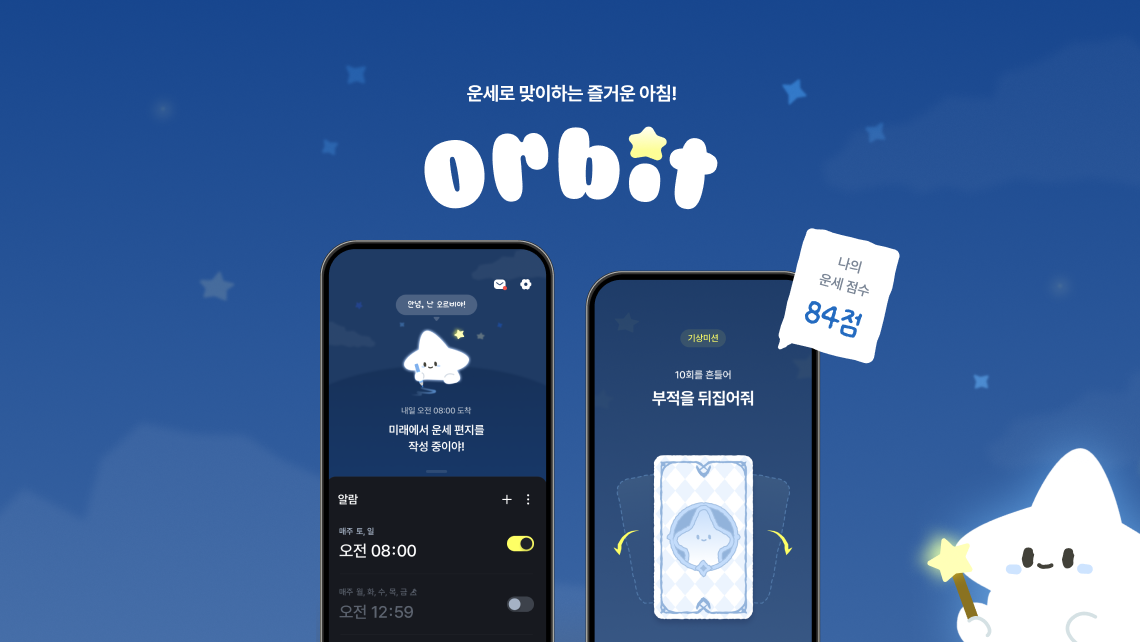 운세로 맞이하는 즐거운 아침!
orbit
안녕, 난 오르비야!
내일 오전 08:00 도착
미래에서 운세 편지를
작성 중이야!
알람
매주 토, 일
오전 08:00
매주 월, 화, 수, 목, 금
오전 12:59
기상미션
10회를 흔들어
부적을 뒤집어줘
나의
운세 점수
84점